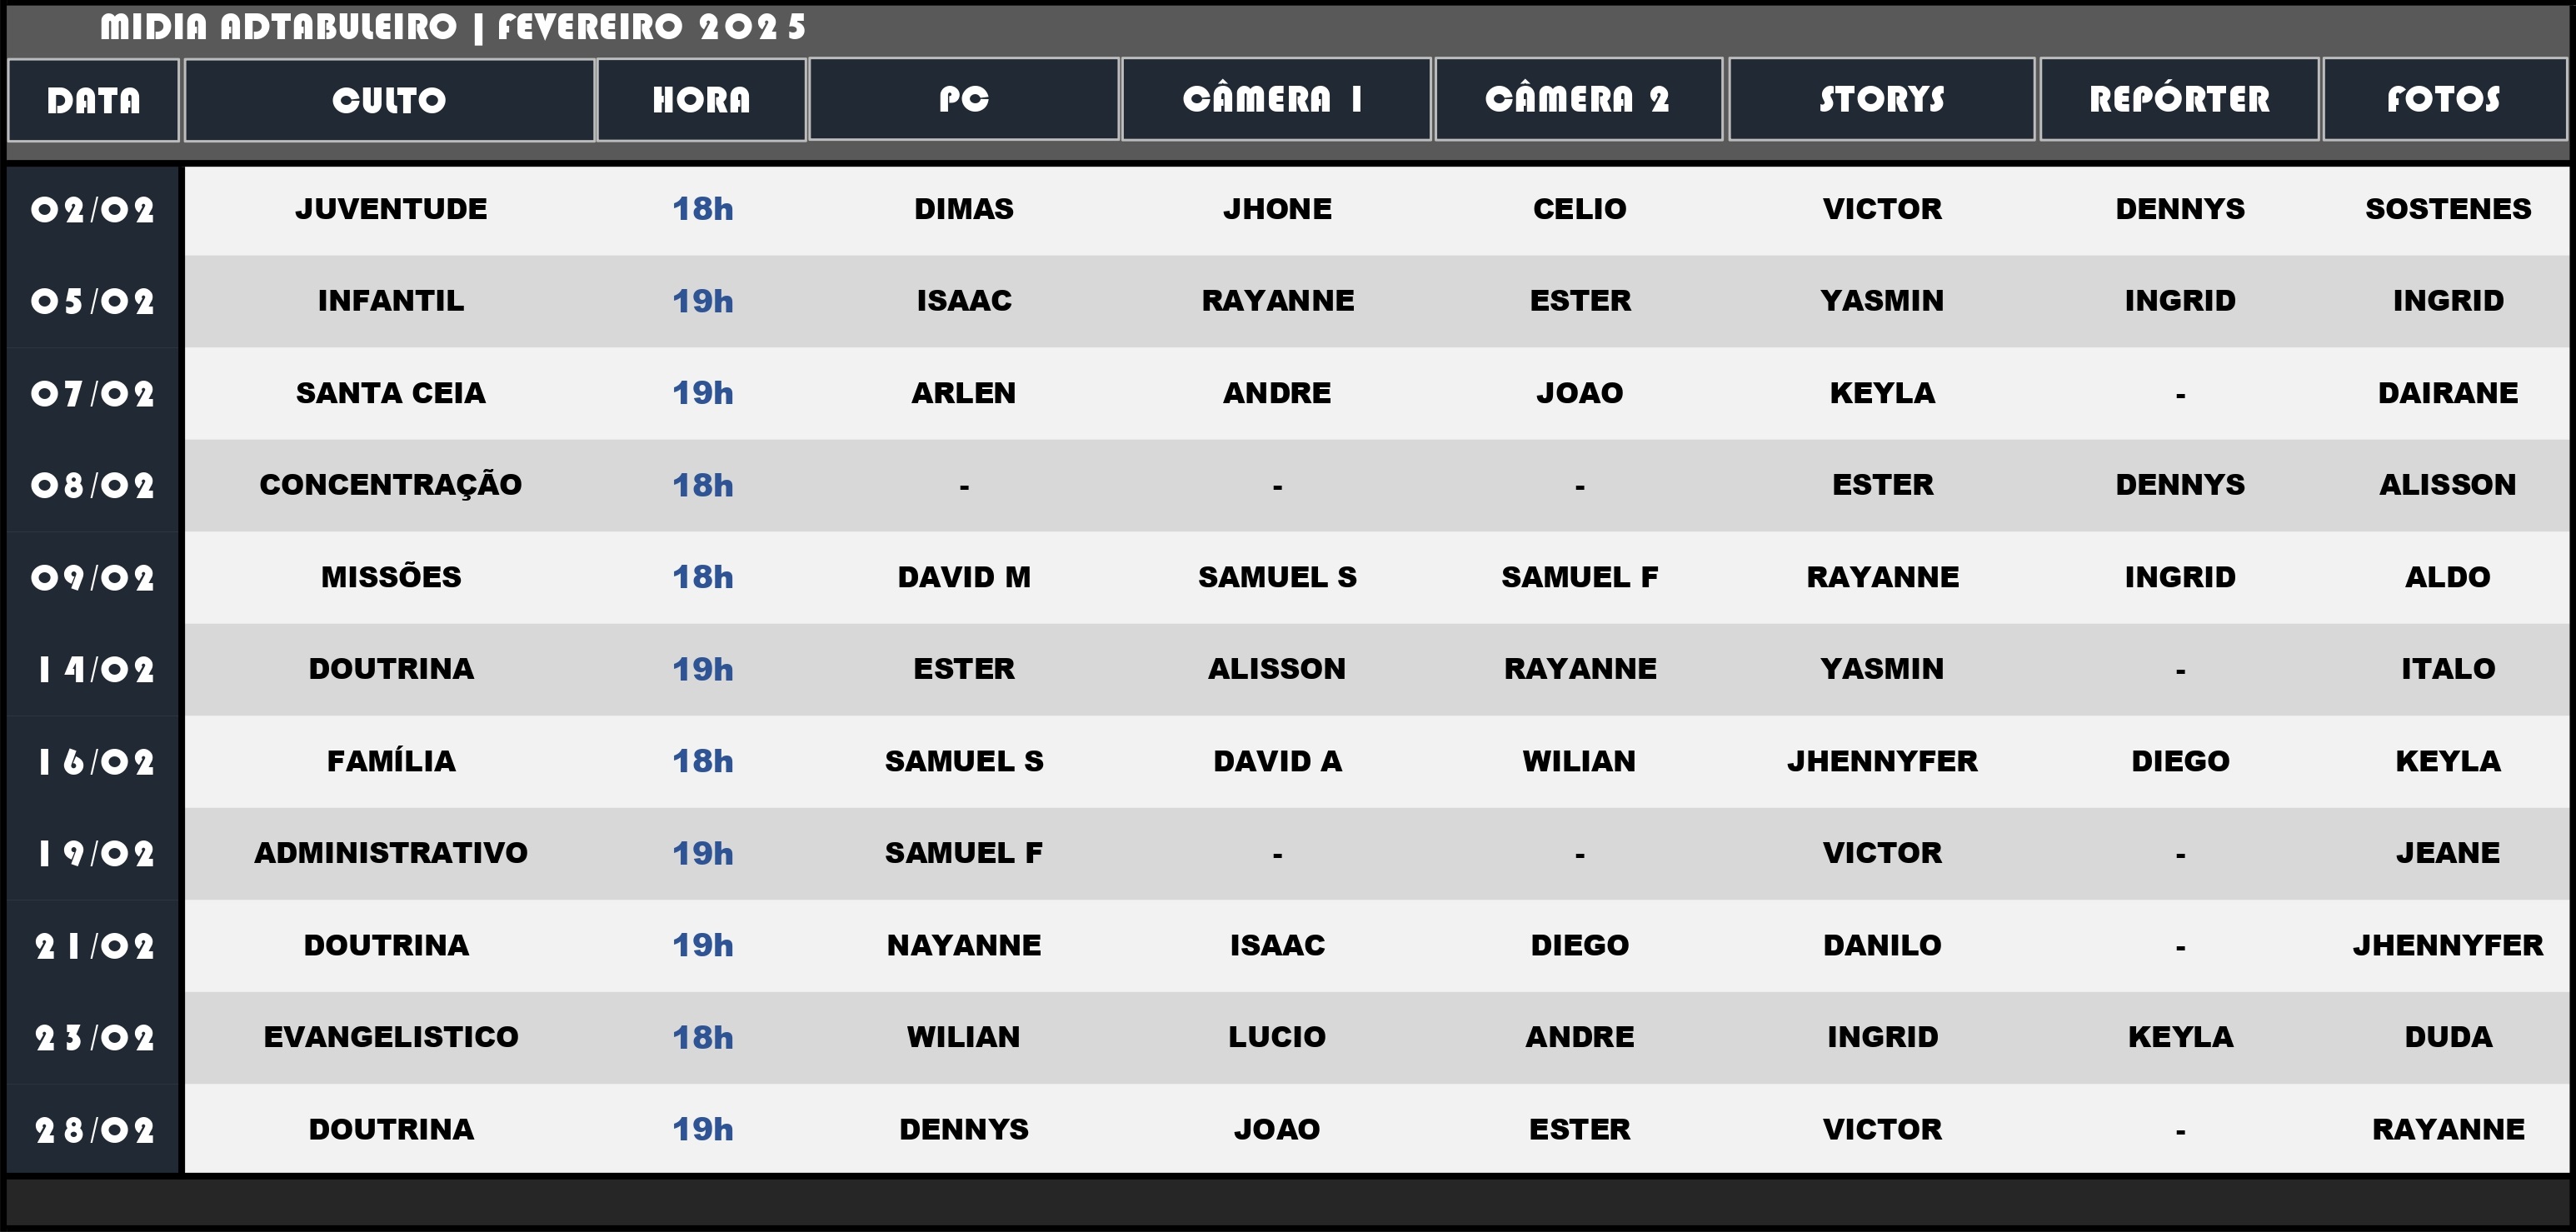 MIDIA ADTABULEIRO | FEVEREIRO 2025
DATA CULTO HORA PC CÂMERA 1 CÂMERA 2 STORYS REPÓRTER FOTOS
02/02 JUVENTUDE 18h DIMAS JHONE CELIO VICTOR DENNYS SOSTENES
05/02 INFANTIL 19h ISAAC RAYANNE ESTER YASMIN INGRID INGRID
07/02 SANTA CEIA 19h ARLEN ANDRE JOAO KEYLA - DAIRANE
08/02 CONCENTRAÇÃO 18h - - - ESTER DENNYS ALISSON
09/02 MISSÕES 18h DAVID M SAMUEL S SAMUEL F RAYANNE INGRID ALDO
14/02 DOUTRINA 19h ESTER ALISSON RAYANNE YASMIN - ITALO
16/02 FAMÍLIA 18h SAMUEL S DAVID A WILIAN JHENNYFER DIEGO KEYLA
19/02 ADMINISTRATIVO 19h SAMUEL F - - VICTOR - JEANE
21/02 DOUTRINA 19h NAYANNE ISAAC DIEGO DANILO - JHENNYFER
23/02 EVANGELISTICO 18h WILIAN LUCIO ANDRE INGRID KEYLA DUDA
28/02 DOUTRINA 19h DENNYS JOAO ESTER VICTOR - RAYANNE